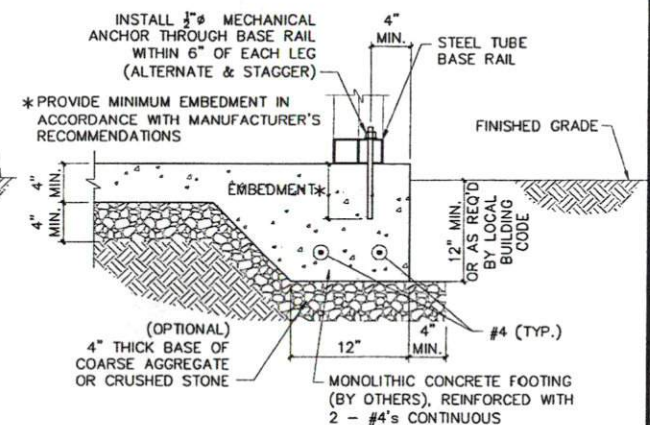 INSTALL ½"ø MECHANICAL
ANCHOR THROUGH BASE RAIL
WITHIN 6" OF EACH LEG
(ALTERNATE & STAGGER)
4"
MIN.
STEEL TUBE
BASE RAIL
* PROVIDE MINIMUM EMBEDMENT IN
ACCORDANCE WITH MANUFACTURER'S
RECOMMENDATIONS
FINISHED GRADE
4"
MIN.
4"
MIN.
EMBEDMENT*
12" MIN.
OR AS REQ'D
BY LOCAL
BUILDING
CODE
(OPTIONAL)
4" THICK BASE OF
COARSE AGGREGATE
OR CRUSHED STONE
12"
4"
MIN.
#4 (TYP.)
MONOLITHIC CONCRETE FOOTING
(BY OTHERS), REINFORCED WITH
2 - #4's CONTINUOUS